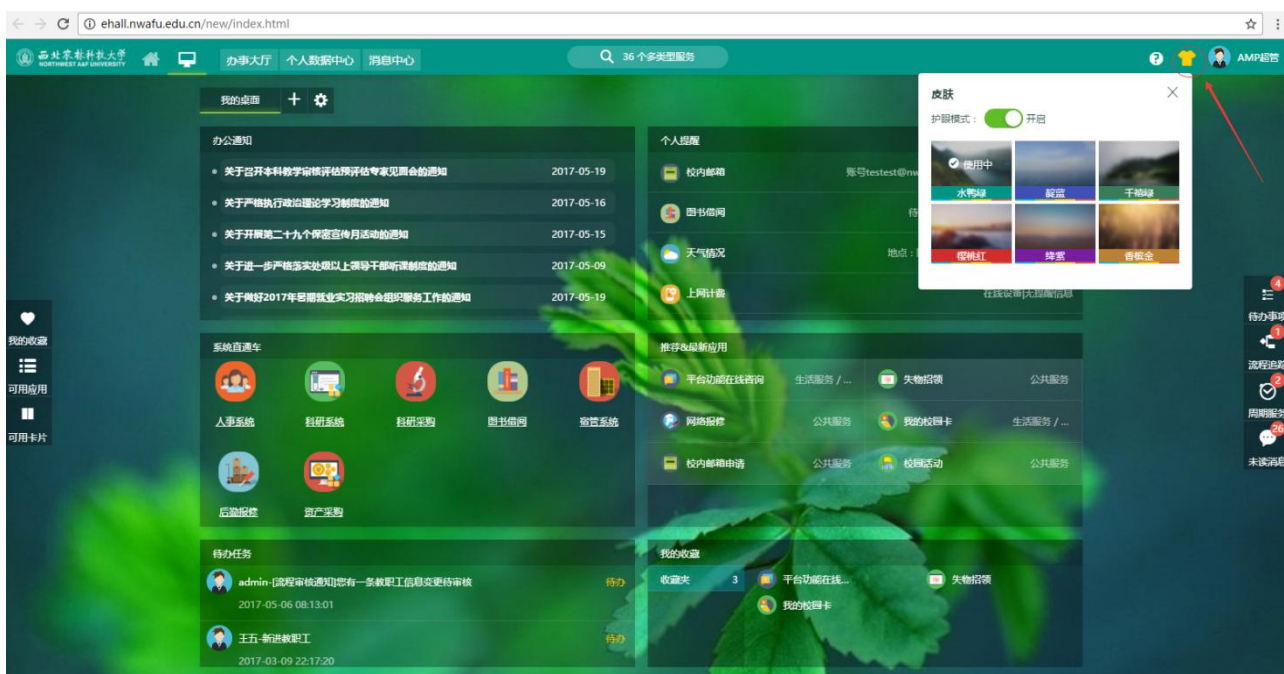 ehall.nwafu.edu.cn/new/index.html
西北农林科技大学
NORTHWEST A&F UNIVERSITY
办事大厅 个人数据中心 消息中心
36 个多类型服务
AMP超管
我的桌面
皮肤
护眼模式： 开启
使用中
水鸭绿 靛蓝 千禧绿
樱桃红 绛紫 香槟金
办公通知
关于召开本科教学审核评估预评估专家见面会的通知 2017-05-19
关于严格执行政治理论学习制度的通知 2017-05-16
关于开展第二十九个保密宣传月活动的通知 2017-05-15
关于进一步严格落实处级以上领导干部听课制度的通知 2017-05-09
关于做好2017年暑期就业实习招聘会组织服务工作的通知 2017-05-19
个人提醒
校内邮箱 账号testest@nw
图书借阅 待
天气情况 地点：
上网计费 在线设备|无提醒信息
我的收藏
可用应用
可用卡片
4
待办事项
1
流程追踪
2
周期服务
26
未读消息
系统直通车
人事系统 科研系统 科研采购 图书借阅 宿管系统
后勤报修 资产采购
推荐&最新应用
平台功能在线咨询 生活服务 / ... 失物招领 公共服务
网络报修 公共服务 我的校园卡 生活服务 / ...
校内邮箱申请 公共服务 校园活动 公共服务
待办任务
admin-[流程审核通知]您有一条教职工信息变更待审核 待办
2017-05-06 08:13:01
王五-新进教职工 待办
2017-03-09 22:17:20
我的收藏
收藏夹 3 平台功能在线... 失物招领
我的校园卡